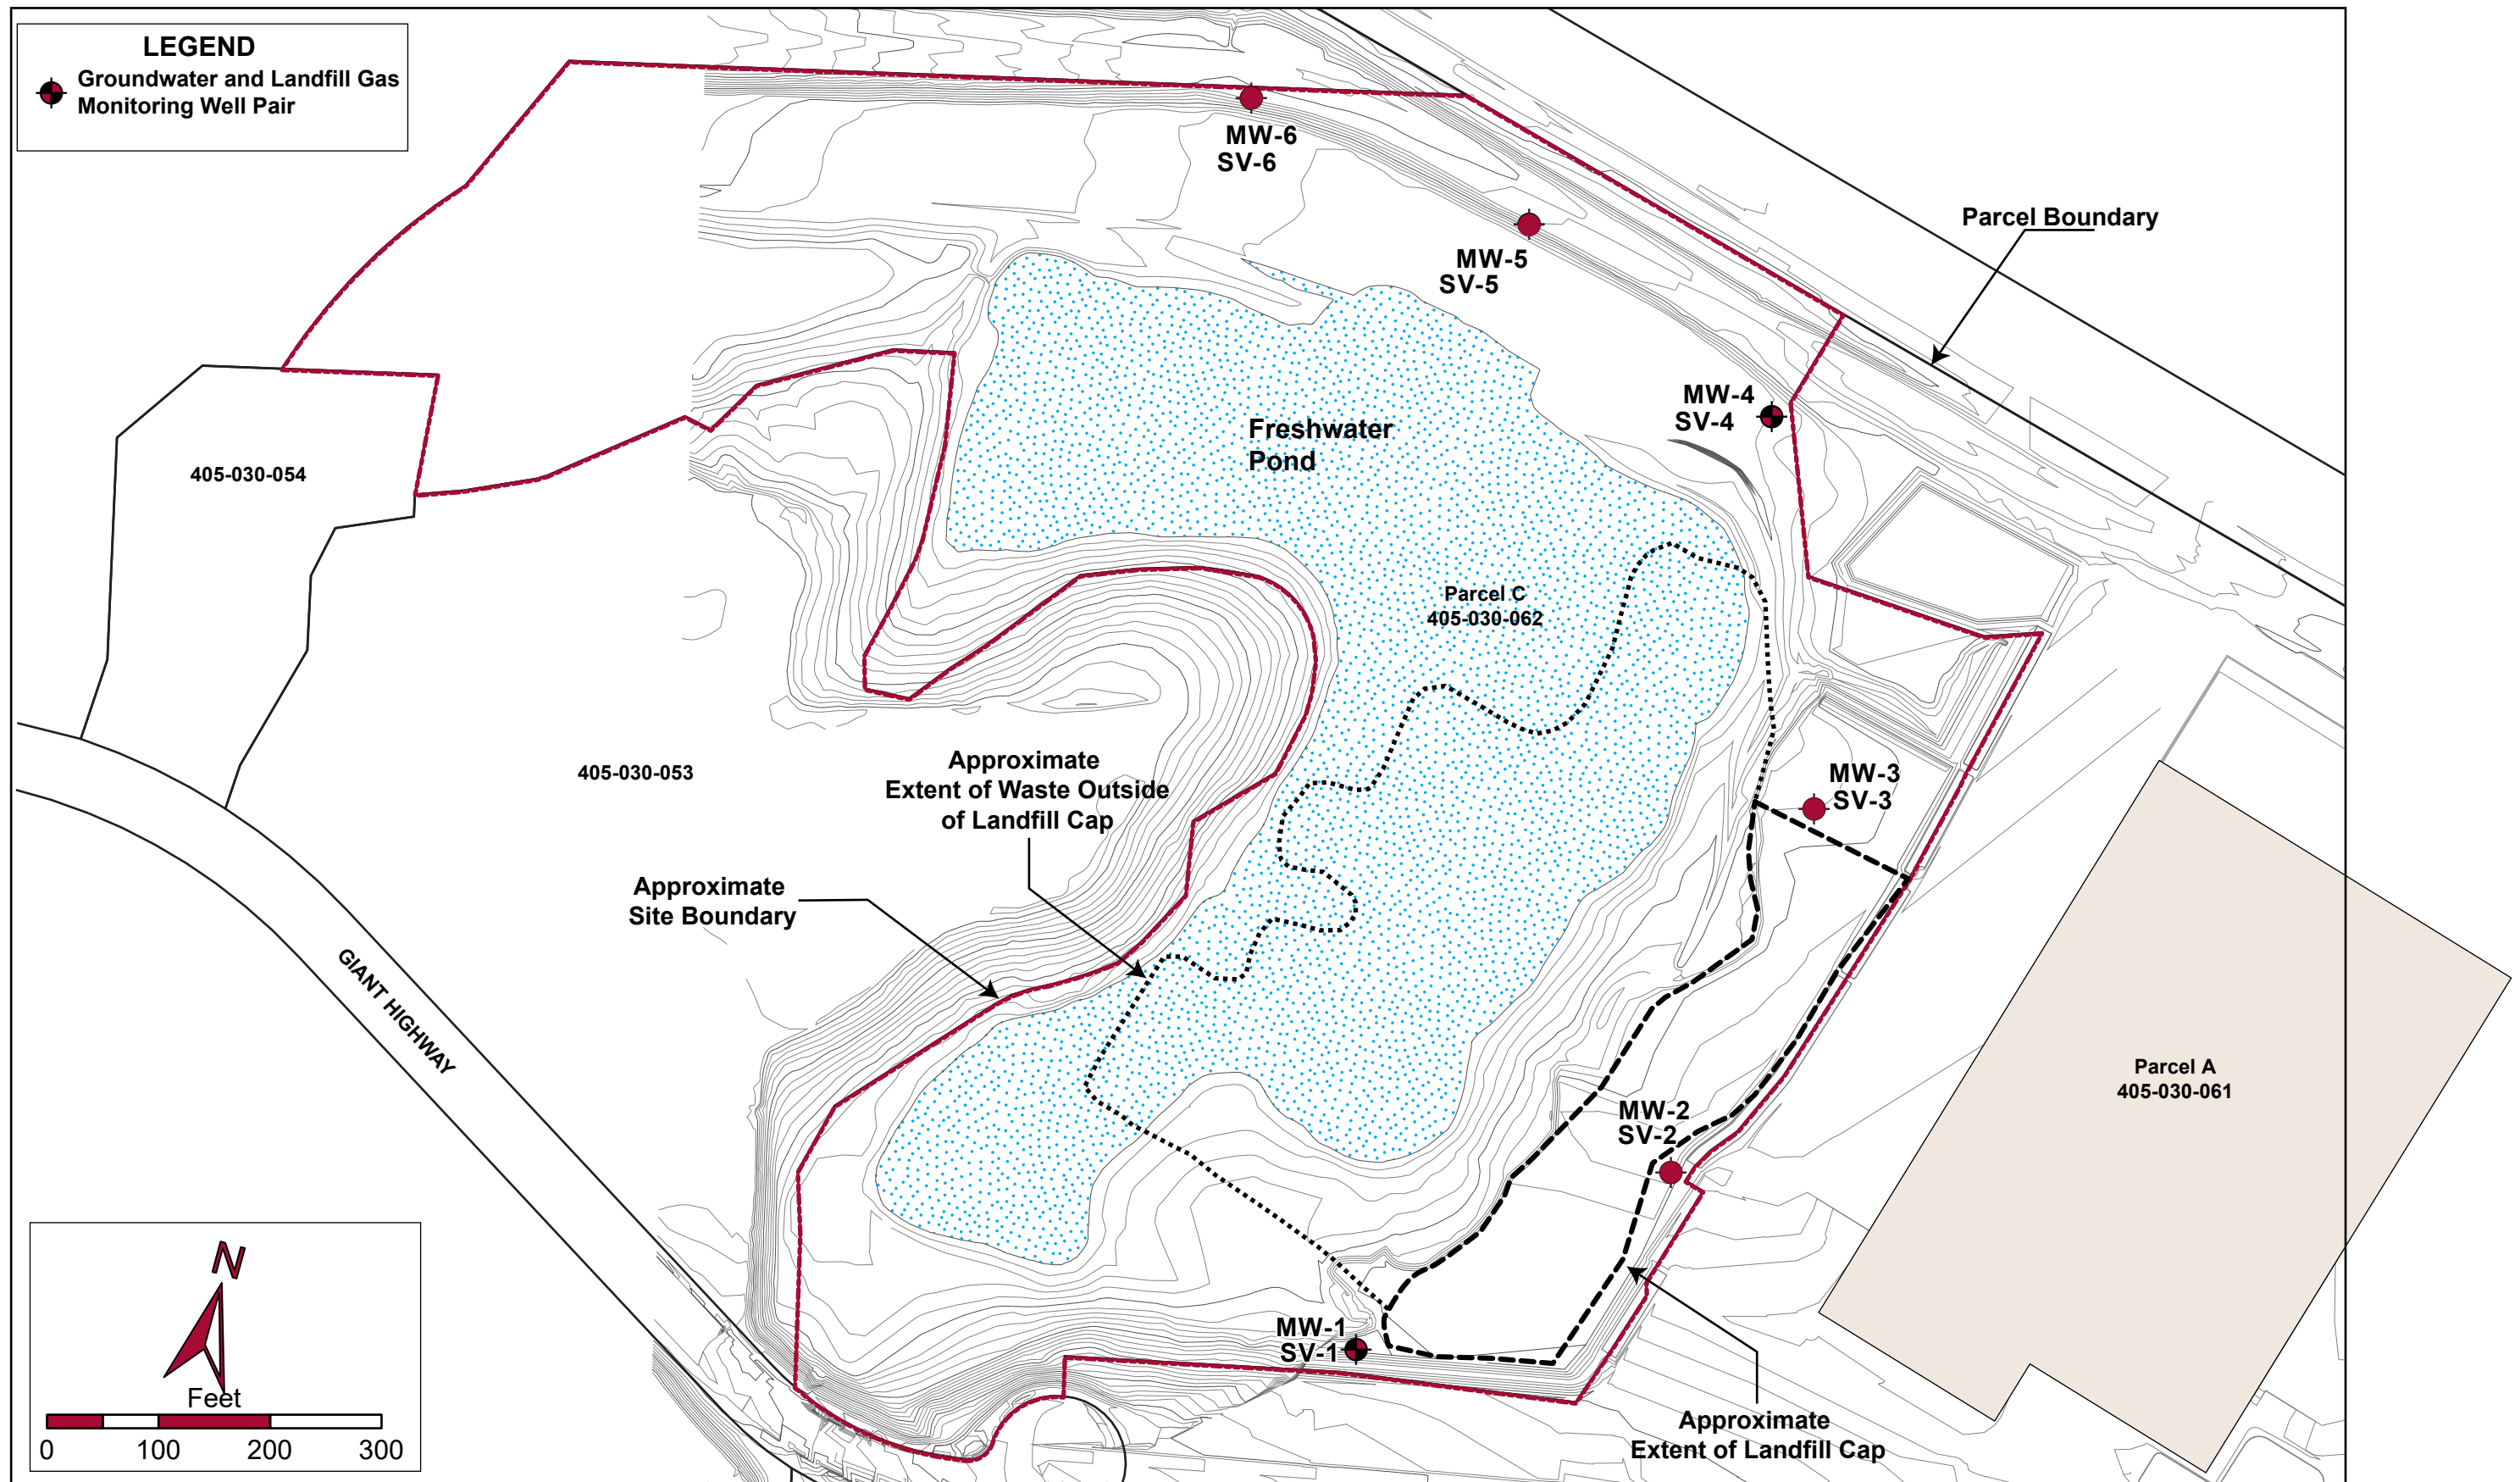 LEGEND
Groundwater and Landfill Gas
Monitoring Well Pair
MW-6
SV-6
Parcel Boundary
MW-5
SV-5
MW-4
SV-4
Freshwater
Pond
405-030-054
Parcel C
405-030-062
405-030-053
Approximate
Extent of Waste Outside
of Landfill Cap
MW-3
SV-3
Approximate
Site Boundary
GIANT HIGHWAY
Parcel A
405-030-061
MW-2
SV-2
MW-1
SV-1
Approximate
Extent of Landfill Cap
N
Feet
0 100 200 300